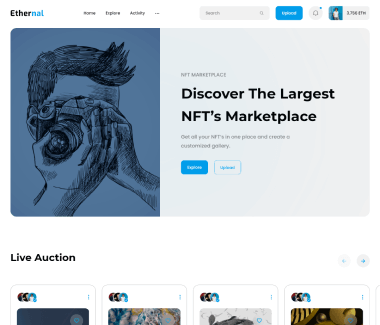 Ethernal
Home Explore Activity ···
Search
Upload
3.756 ETH
NFT MARKETPLACE
Discover The Largest
NFT's Marketplace
Get all your NFT's in one place and create a
customized gallery.
Explore Upload
Live Auction